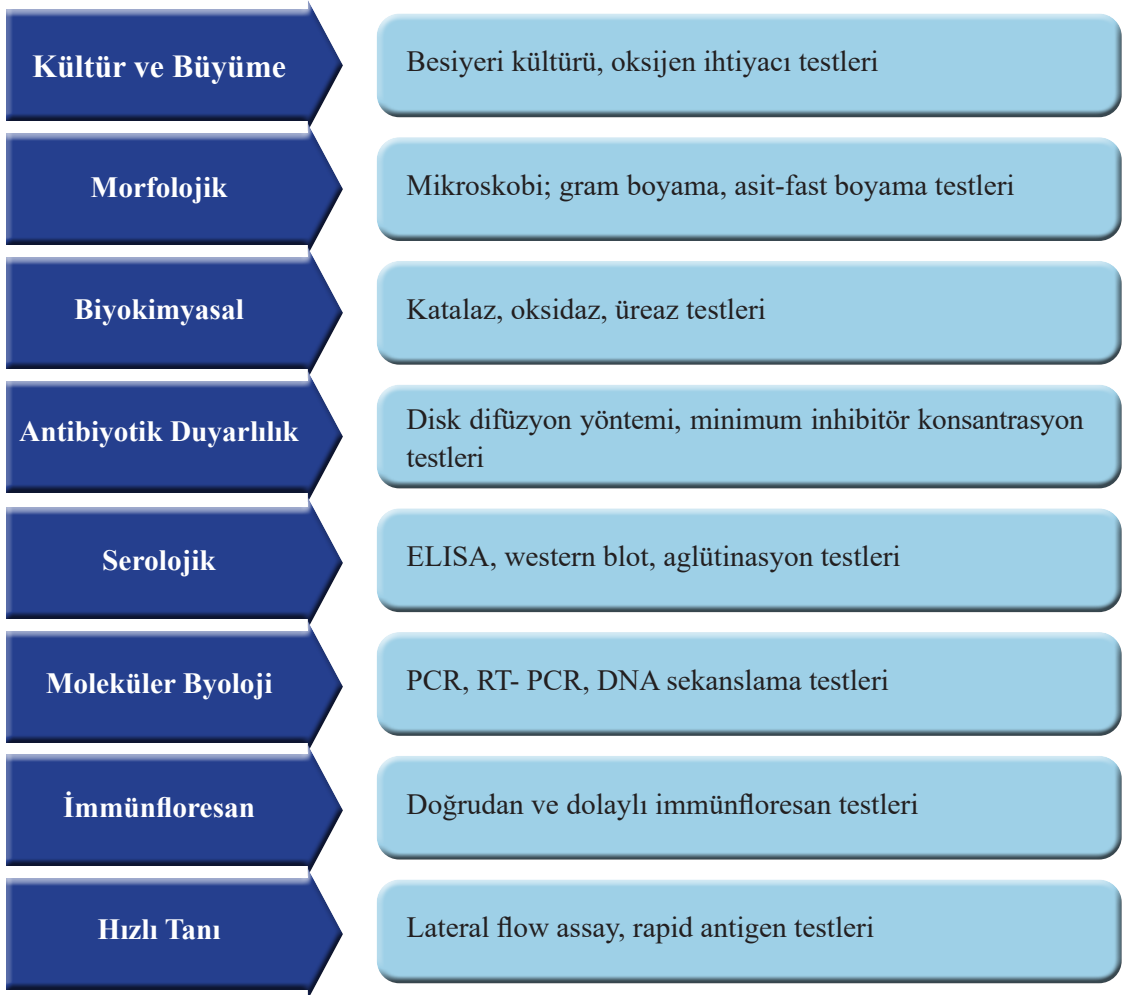 Kültür ve Büyüme
Besiyeri kültürü, oksijen ihtiyacı testleri
Morfolojik
Mikroskobi; gram boyama, asit-fast boyama testleri
Biyokimyasal
Katalaz, oksidaz, üreaz testleri
Antibiyotik Duyarlılık
Disk difüzyon yöntemi, minimum inhibitör konsantrasyon
testleri
Serolojik
ELISA, western blot, aglütinasyon testleri
Moleküler Byoloji
PCR, RT- PCR, DNA sekanslama testleri
İmmünfloresan
Doğrudan ve dolaylı immünfloresan testleri
Hızlı Tanı
Lateral flow assay, rapid antigen testleri